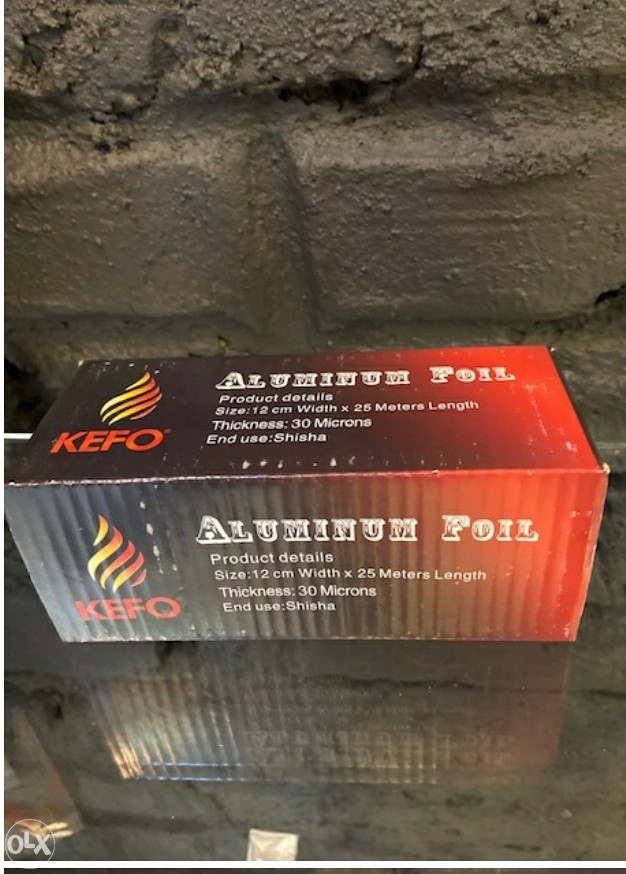 ALUMINUM FOIL
Product details
Size:12 cm Width x 25 Meters Length
Thickness: 30 Microns
End use:Shisha
KEFO®
ALUMINUM FOIL
Product details
Size:12 cm Width x 25 Meters Length
Thickness: 30 Microns
End use:Shisha
KEFO
OLX